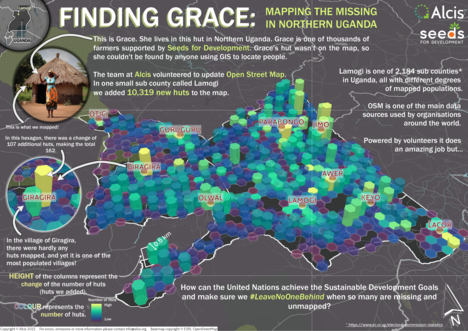 FINDING GRACE:
MAPPING THE MISSING
IN NORTHERN UGANDA
Alcis
seeds
FOR DEVELOPMENT
This is Grace. She lives in this hut in Northern Uganda. Grace is one of thousands of
farmers supported by Seeds for Development. Grace's hut wasn't on the map, so
she couldn't be found by anyone using GIS to locate people.
The team at Alcis volunteered to update Open Street Map.
In one small sub county called Lamogi
we added 10,319 new huts to the map.
Lamogi is one of 2,184 sub counties*
in Uganda, all with different degrees
of mapped populations.
OSM is one of the main data
sources used by organisations
around the world.
Powered by volunteers it does
an amazing job but...
This is what we mapped!
In this hexagon, there was a change of
107 additional huts, making the total
162
GURUGURU
PARABONGO
GIRAGIRA
AWER
OLWAL
LAMOGI
KEYO
LACOR
GIRAGIRA
In the village of Giragira,
there were hardly any
huts mapped, and yet it is one of the
most populated villages!
HEIGHT of the columns represent the
change of the number of huts
(huts we added).
COLOUR represents the
number of huts.
Number of Huts
High
Low
0.5 km
How can the United Nations achieve the Sustainable Development Goals
and make sure we #LeaveNoOneBehind when so many are missing and
unmapped?